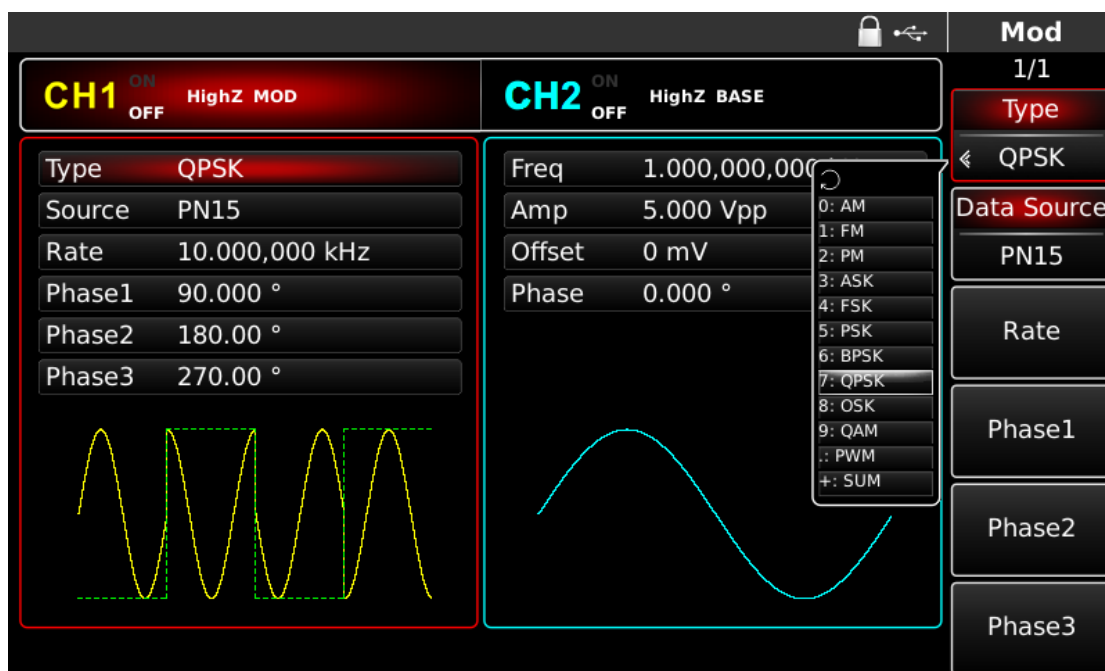 Mod
1/1
CH1 ON OFF HighZ MOD
CH2 ON OFF HighZ BASE
Type QPSK
Source PN15
Rate 10.000,000 kHz
Phase1 90.000 °
Phase2 180.00 °
Phase3 270.00 °
Freq 1.000,000,000
Amp 5.000 Vpp
Offset 0 mV
Phase 0.000 °
0: AM
1: FM
2: PM
3: ASK
4: FSK
5: PSK
6: BPSK
7: QPSK
8: OSK
9: QAM
.: PWM
+: SUM
Type
QPSK
Data Source
PN15
Rate
Phase1
Phase2
Phase3